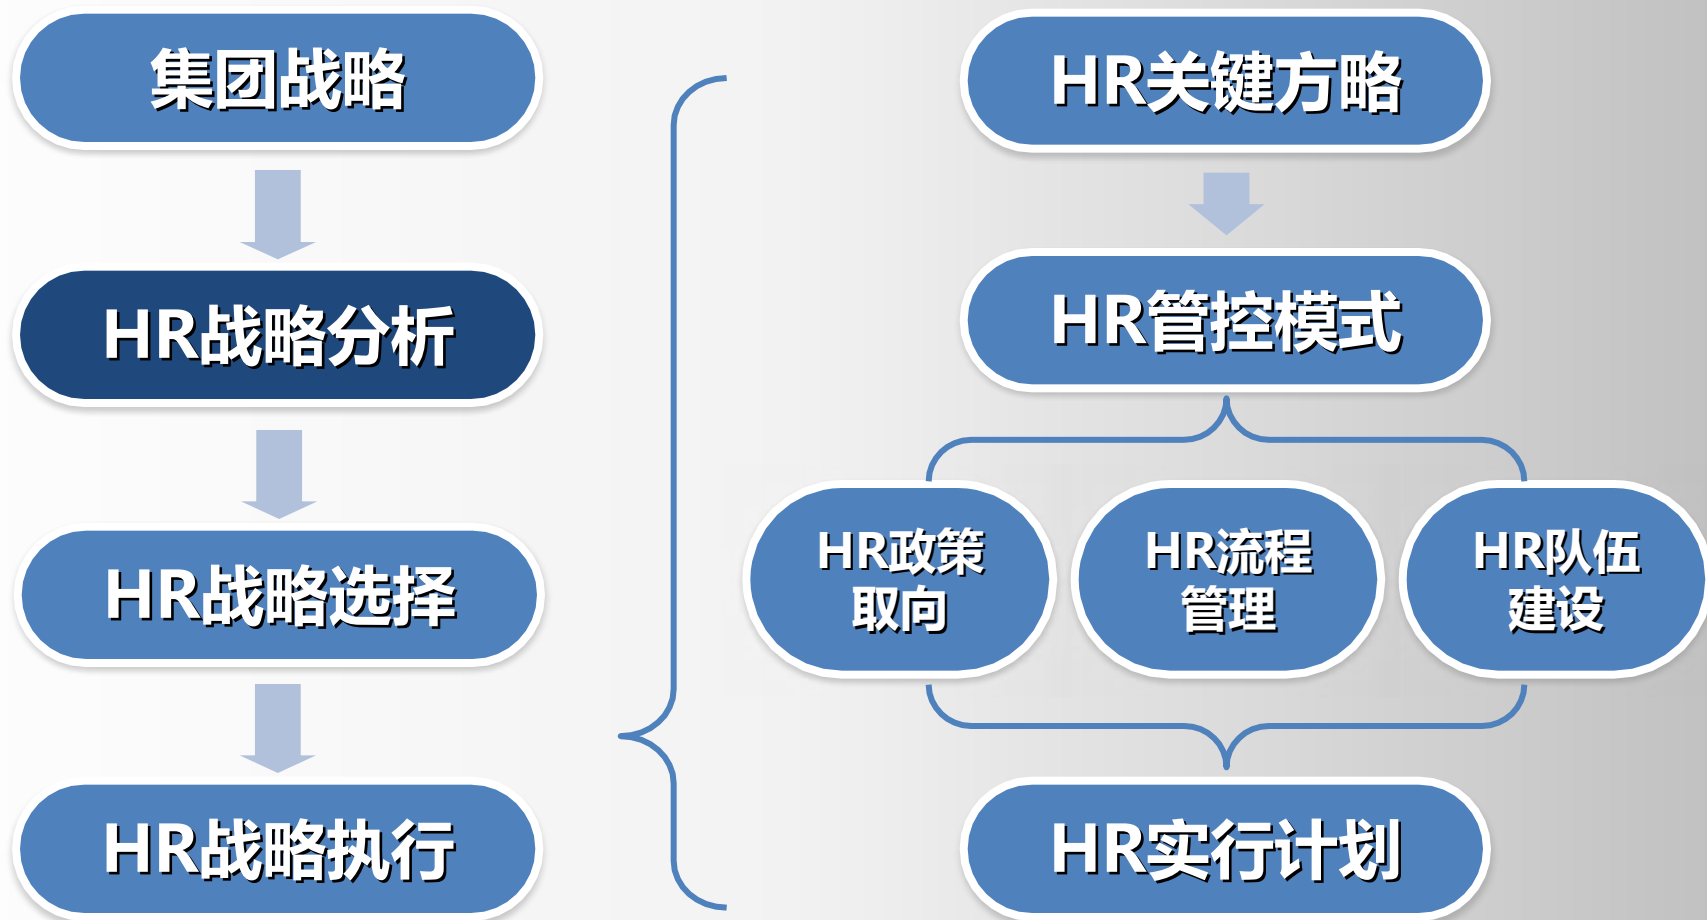 集团战略
HR战略分析
HR战略选择
HR战略执行
HR关键方略
HR管控模式
HR政策
取向
HR流程
管理
HR队伍
建设
HR实行计划